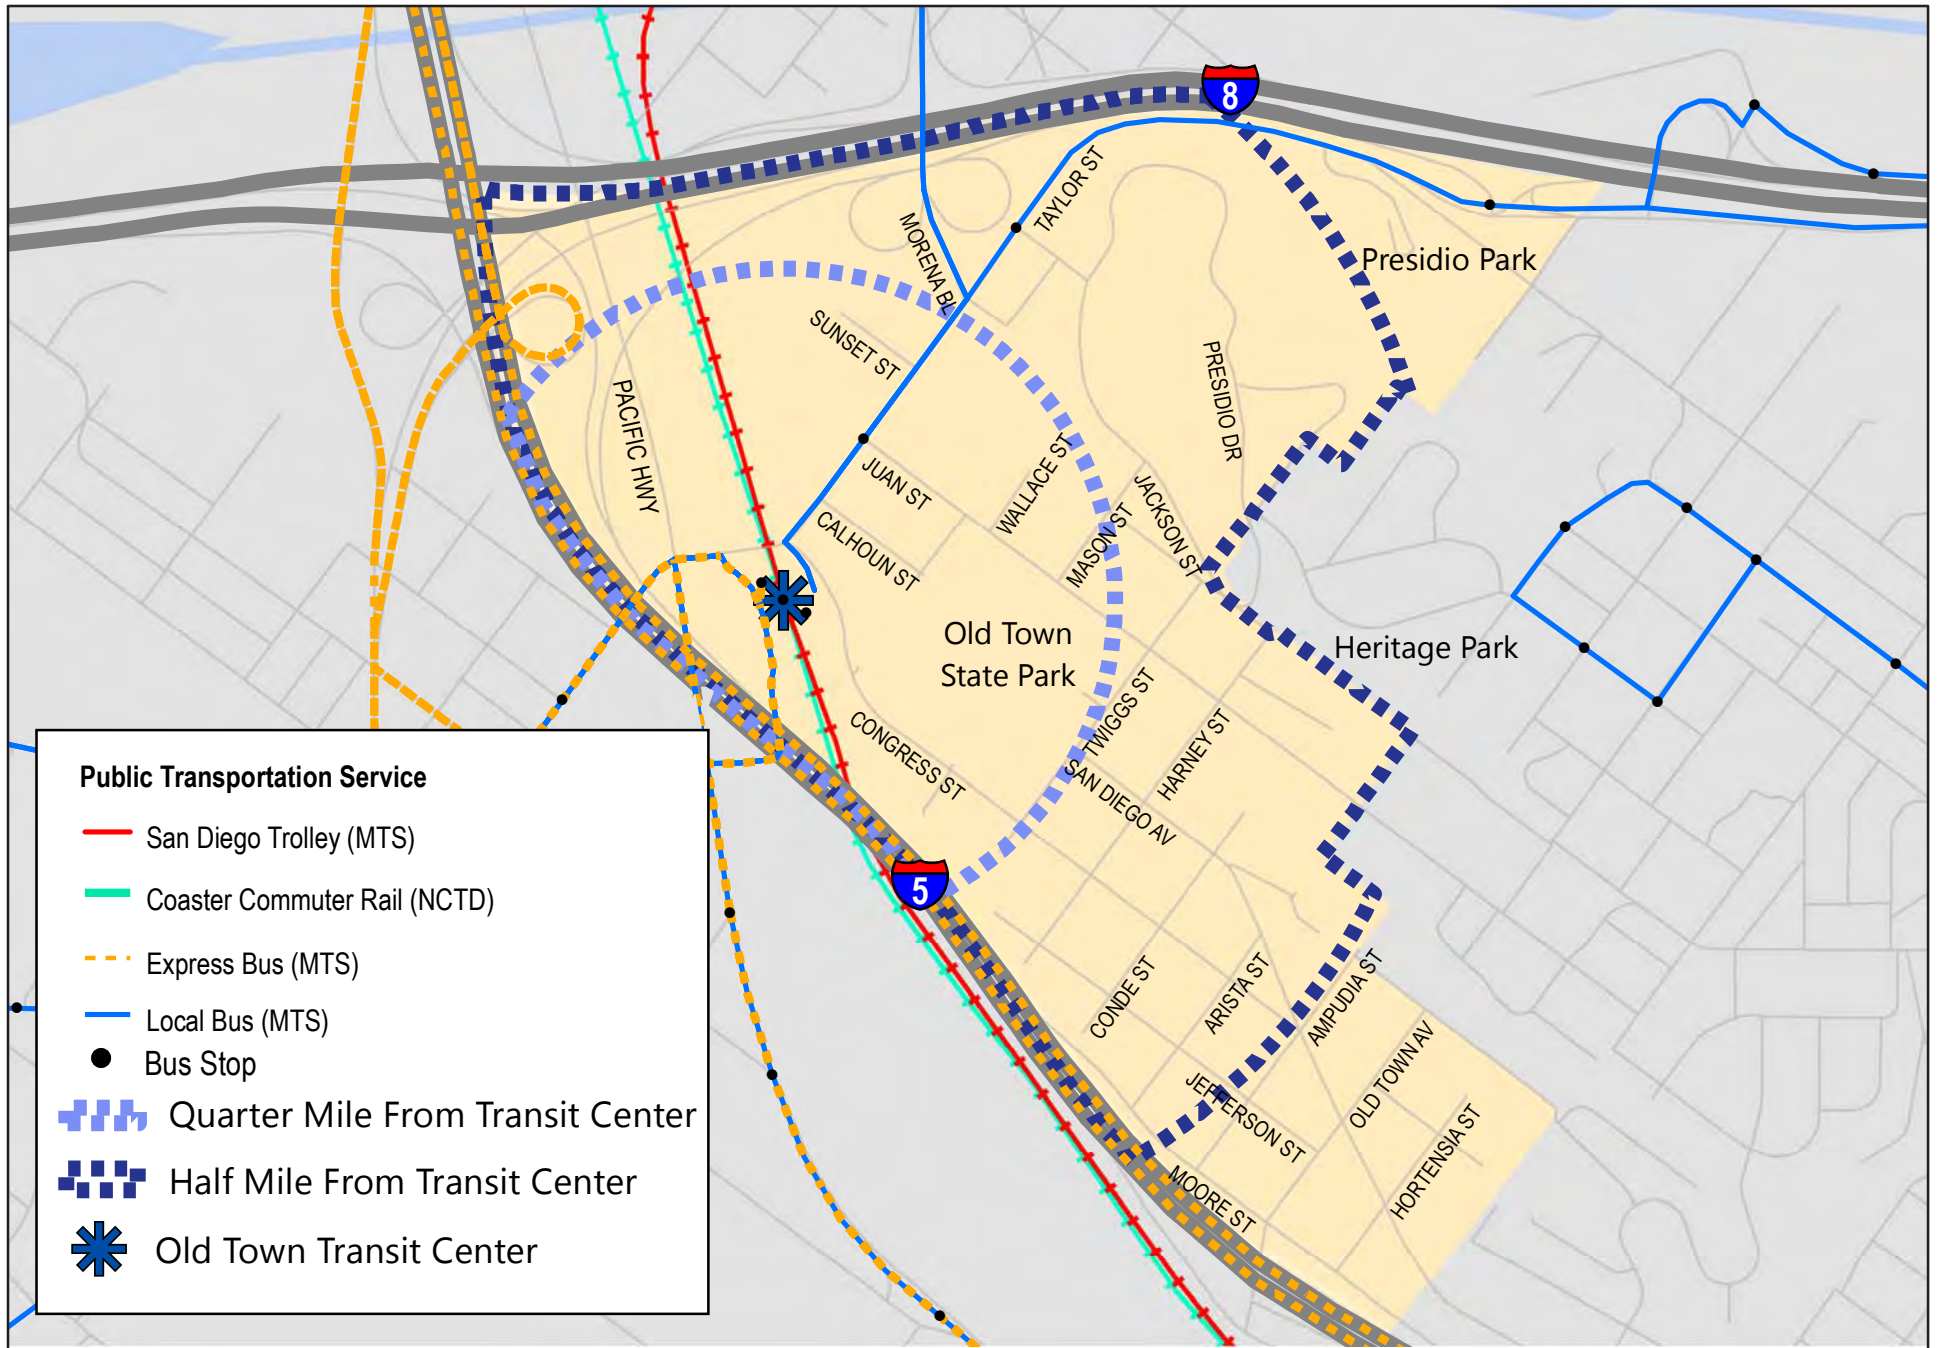 8
TAYLOR ST
MORENA BL
Presidio Park
SUNSET ST
PRESIDIO DR
PACIFIC HWY
JUAN ST
WALLACE ST
JACKSON ST
MASON ST
CALHOUN ST
Old Town
State Park
Heritage Park
TWIGGS ST
HARNEY ST
CONGRESS ST
SAN DIEGO AV
5
CONDE ST
ARISTA ST
AMPUDIA ST
OLD TOWN AV
JEFFERSON ST
HORTENSIA ST
MOORE ST
Public Transportation Service
San Diego Trolley (MTS)
Coaster Commuter Rail (NCTD)
Express Bus (MTS)
Local Bus (MTS)
Bus Stop
Quarter Mile From Transit Center
Half Mile From Transit Center
Old Town Transit Center